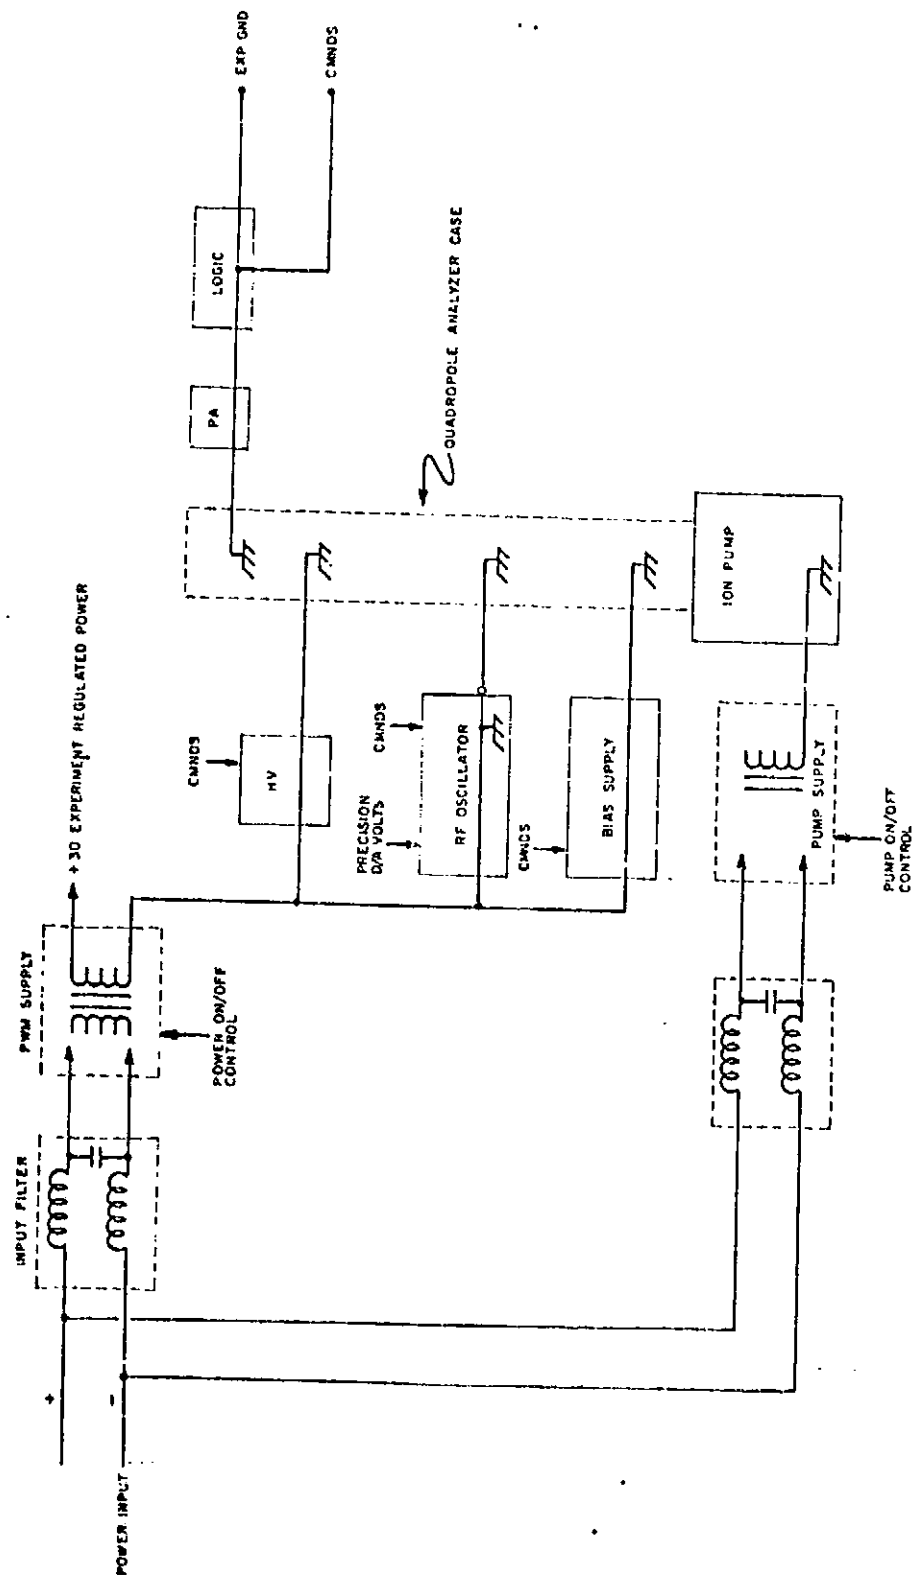 POWER INPUT
+
-
INPUT FILTER
PWM SUPPLY
POWER ON/OFF
CONTROL
+30 EXPERIMENT REGULATED POWER
CMNDS
HV
PRECISION
D/A VOLTS
CMNDS
RF OSCILLATOR
CMNDS
BIAS SUPPLY
PUMP SUPPLY
PUMP ON/OFF
CONTROL
ION PUMP
QUADROPOLE ANALYZER CASE
PA
LOGIC
EXP GND
CMNDS